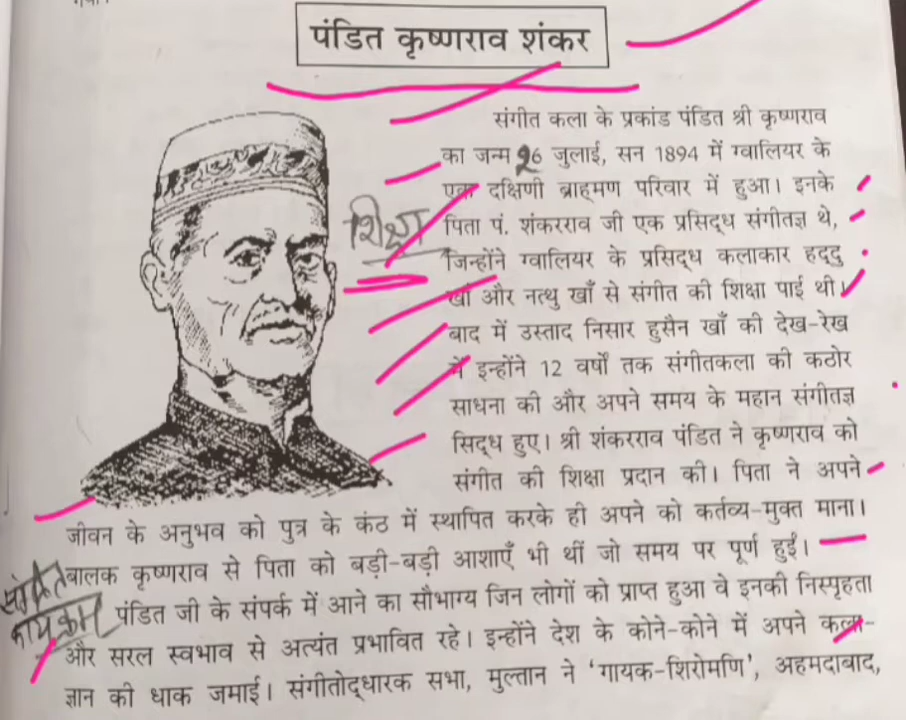 पंडित कृष्णराव शंकर
संगीत कला के प्रकांड पंडित श्री कृष्णराव
का जन्म 26 जुलाई, सन 1894 में ग्वालियर के
एक दक्षिणी ब्राह्मण परिवार में हुआ। इनके
पिता पं. शंकरराव जी एक प्रसिद्ध संगीतज्ञ थे,
शिक्षा
जिन्होंने ग्वालियर के प्रसिद्ध कलाकार हद्दु
खाँ और नत्थु खाँ से संगीत की शिक्षा पाई थी।
बाद में उस्ताद निसार हुसैन खाँ की देख-रेख
में इन्होंने 12 वर्षों तक संगीतकला की कठोर
साधना की और अपने समय के महान संगीतज्ञ
सिद्ध हुए। श्री शंकरराव पंडित ने कृष्णराव को
संगीत की शिक्षा प्रदान की। पिता ने अपने
जीवन के अनुभव को पुत्र के कंठ में स्थापित करके ही अपने को कर्तव्य-मुक्त माना।
बालक कृष्णराव से पिता को बड़ी-बड़ी आशाएँ भी थीं जो समय पर पूर्ण हुईं।
पंडित जी के संपर्क में आने का सौभाग्य जिन लोगों को प्राप्त हुआ वे इनकी निस्पृहता
कार्यक्रम
और सरल स्वभाव से अत्यंत प्रभावित रहे। इन्होंने देश के कोने-कोने में अपने कला-
ज्ञान की धाक जमाई। संगीतोद्धारक सभा, मुल्तान ने 'गायक-शिरोमणि', अहमदाबाद,